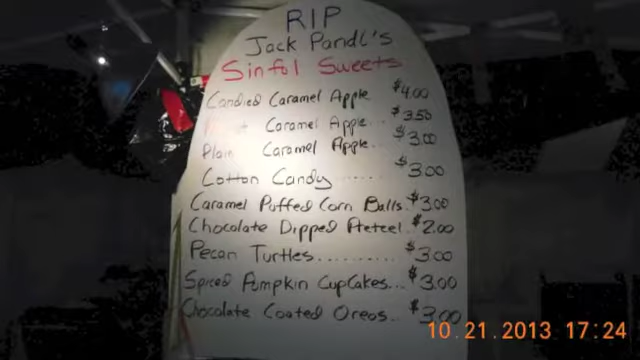 RIP
Jack Pandl's
Sinful Sweets
Candied Caramel Apple $4.00
Caramel Apple... $3.50
Plain Caramel Apple.. $3.00
Cotton Candy..... $3.00
Caramel Puffed Corn Balls. $3.00
Chocolate Dipped Preteel. $2.00
Pecan Turtles.......... $3.00
Spiced Pumpkin CupCakes... $3.00
Chocolate Coated Oreos.. $3.00
10.21.2013 17:24